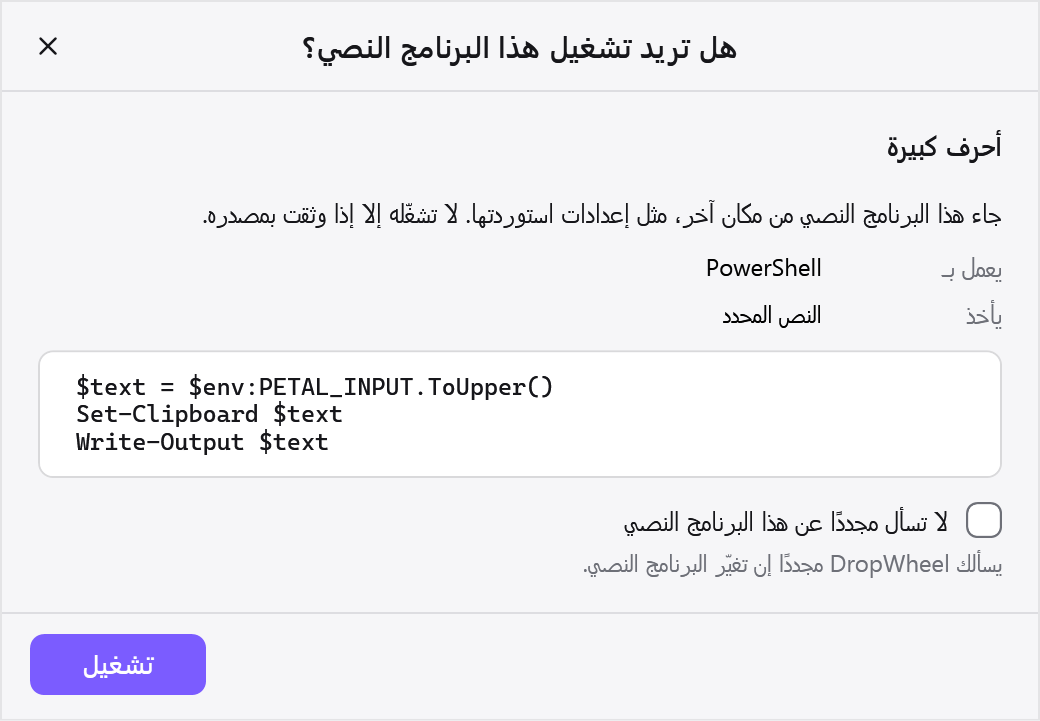 هل تريد تشغيل هذا البرنامج النصي؟
أحرف كبيرة
جاء هذا البرنامج النصي من مكان آخر، مثل إعدادات استوردتها. لا تشغّله إلا إذا وثقت بمصدره.
يعمل بـ PowerShell
يأخذ النص المحدد
$text = $env:PETAL_INPUT.ToUpper()
Set-Clipboard $text
Write-Output $text
لا تسأل مجددًا عن هذا البرنامج النصي
يسألك DropWheel مجددًا إن تغيّر البرنامج النصي.
تشغيل